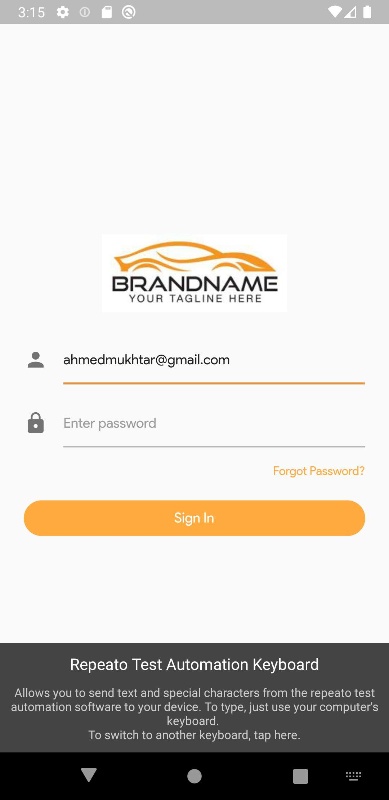 3:15
BRANDNAME
YOUR TAGLINE HERE
ahmedmukhtar@gmail.com
Enter password
Forgot Password?
Sign In
Repeato Test Automation Keyboard
Allows you to send text and special characters from the repeato test
automation software to your device. To type, just use your computer's
keyboard.
To switch to another keyboard, tap here.